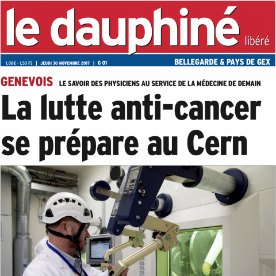 le dauphiné
libéré
JEUDI 30 NOVEMBRE 2017 | G 01
BELLEGARDE & PAYS DE GEX
GENEVOIS LE SAVOIR DES PHYSICIENS AU SERVICE DE LA MÉDECINE DE DEMAIN
La lutte anti-cancer
se prépare au Cern